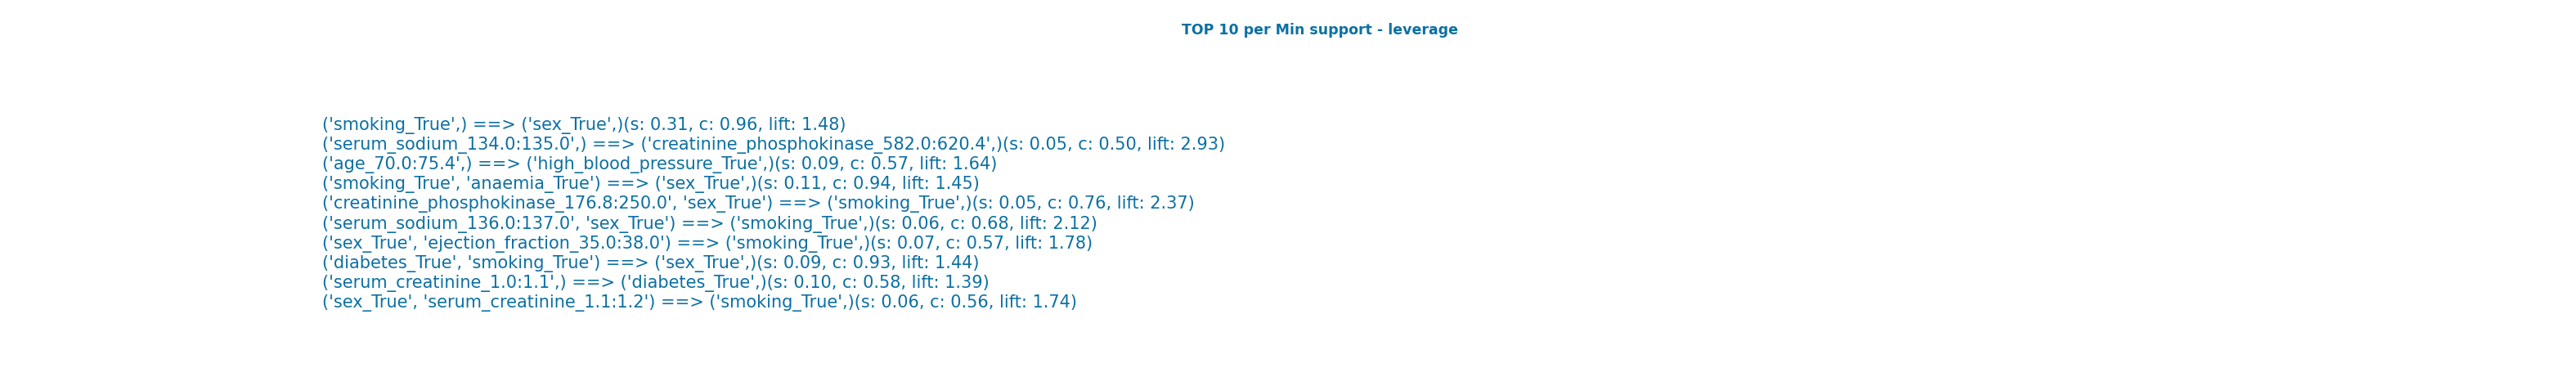 TOP 10 per Min support - leverage
('smoking_True',) ==> ('sex_True',)(s: 0.31, c: 0.96, lift: 1.48)
('serum_sodium_134.0:135.0',) ==> ('creatinine_phosphokinase_582.0:620.4',)(s: 0.05, c: 0.50, lift: 2.93)
('age_70.0:75.4',) ==> ('high_blood_pressure_True',)(s: 0.09, c: 0.57, lift: 1.64)
('smoking_True', 'anaemia_True') ==> ('sex_True',)(s: 0.11, c: 0.94, lift: 1.45)
('creatinine_phosphokinase_176.8:250.0', 'sex_True') ==> ('smoking_True',)(s: 0.05, c: 0.76, lift: 2.37)
('serum_sodium_136.0:137.0', 'sex_True') ==> ('smoking_True',)(s: 0.06, c: 0.68, lift: 2.12)
('sex_True', 'ejection_fraction_35.0:38.0') ==> ('smoking_True',)(s: 0.07, c: 0.57, lift: 1.78)
('diabetes_True', 'smoking_True') ==> ('sex_True',)(s: 0.09, c: 0.93, lift: 1.44)
('serum_creatinine_1.0:1.1',) ==> ('diabetes_True',)(s: 0.10, c: 0.58, lift: 1.39)
('sex_True', 'serum_creatinine_1.1:1.2') ==> ('smoking_True',)(s: 0.06, c: 0.56, lift: 1.74)